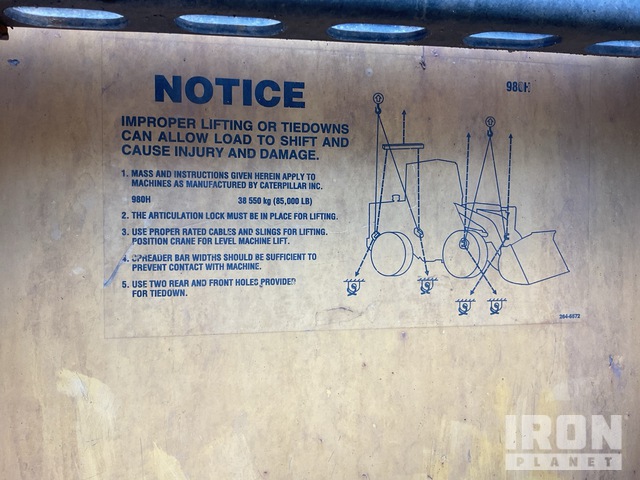 NOTICE
980H
IMPROPER LIFTING OR TIEDOWNS
CAN ALLOW LOAD TO SHIFT AND
CAUSE INJURY AND DAMAGE.
1. MASS AND INSTRUCTIONS GIVEN HEREIN APPLY TO
MACHINES AS MANUFACTURED BY CATERPILLAR INC.
980H 38 550 kg (85,000 LB)
2. THE ARTICULATION LOCK MUST BE IN PLACE FOR LIFTING.
3. USE PROPER RATED CABLES AND SLINGS FOR LIFTING.
POSITION CRANE FOR LEVEL MACHINE LIFT.
4. SPREADER BAR WIDTHS SHOULD BE SUFFICIENT TO
PREVENT CONTACT WITH MACHINE.
5. USE TWO REAR AND FRONT HOLES PROVIDED
FOR TIEDOWN.
264-6672
IRON
PLANET